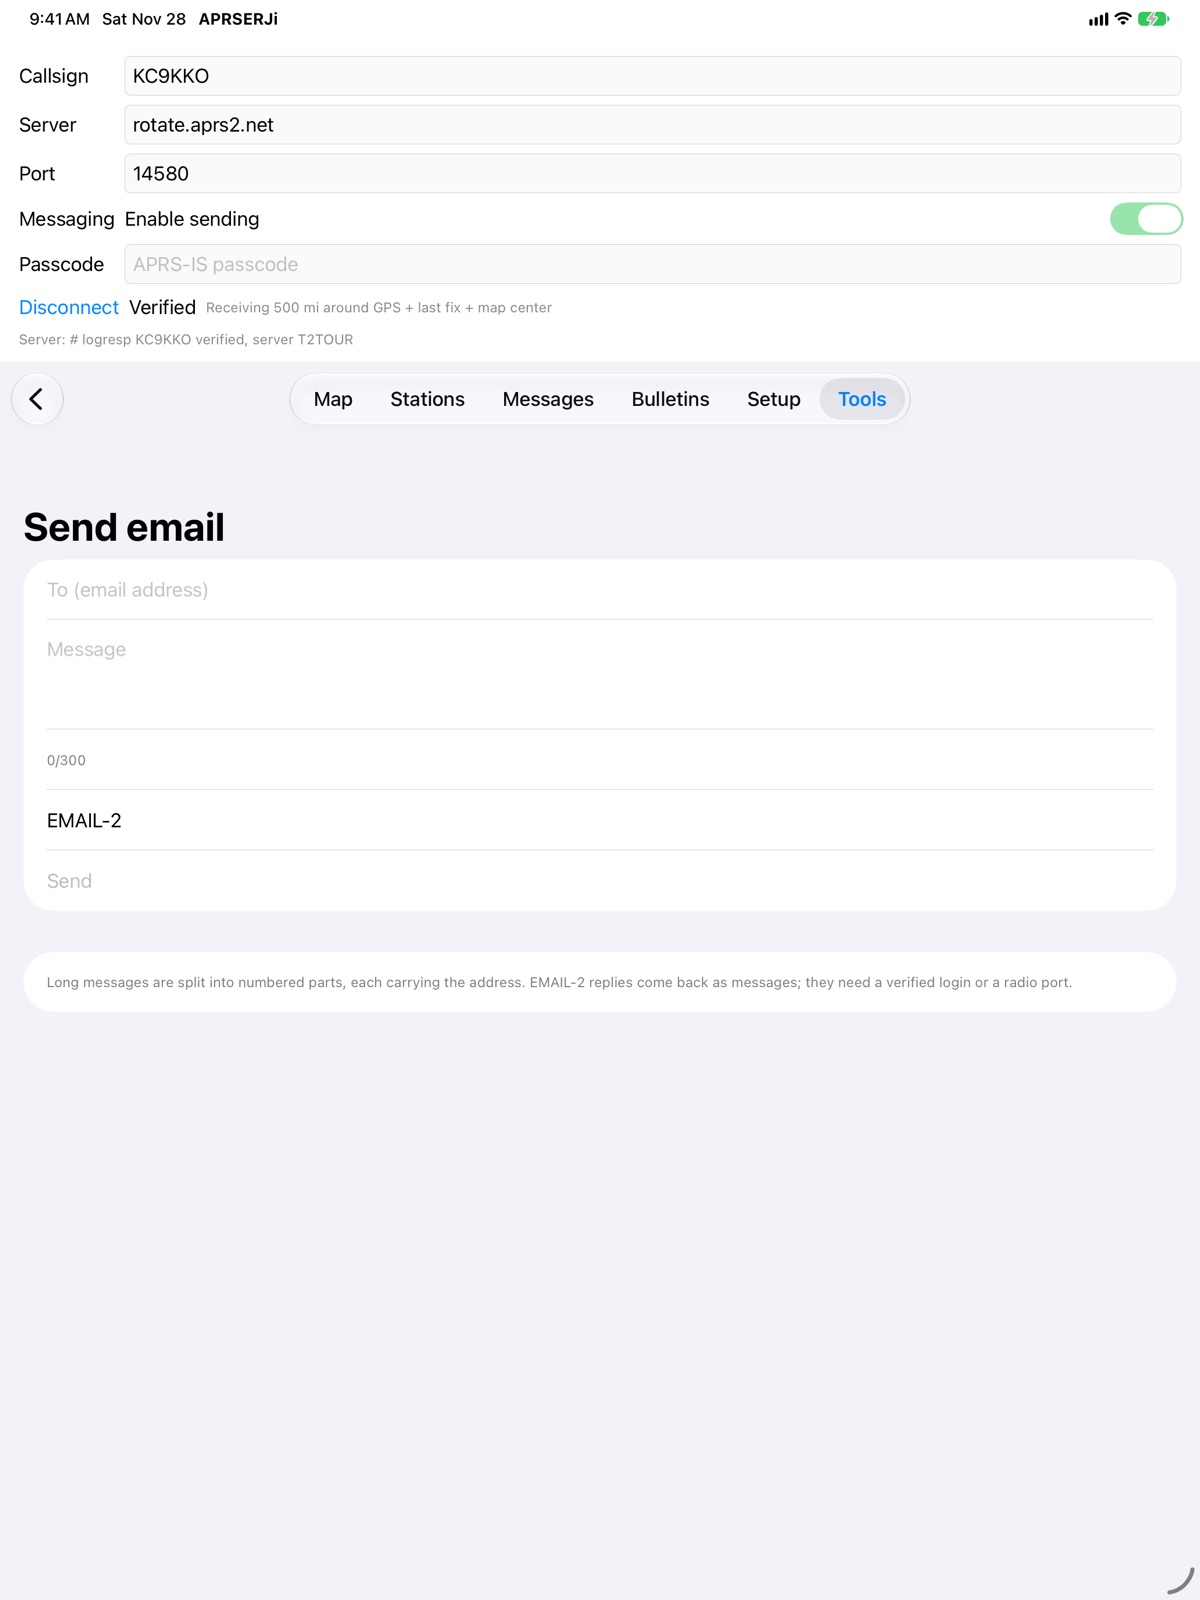 9:41 AM Sat Nov 28 APRSERJi
Callsign KC9KKO
Server rotate.aprs2.net
Port 14580
Messaging Enable sending
Passcode APRS-IS passcode
Disconnect Verified Receiving 500 mi around GPS + last fix + map center
Server: # logresp KC9KKO verified, server T2TOUR
Map Stations Messages Bulletins Setup Tools
Send email
To (email address)
Message
0/300
EMAIL-2
Send
Long messages are split into numbered parts, each carrying the address. EMAIL-2 replies come back as messages; they need a verified login or a radio port.